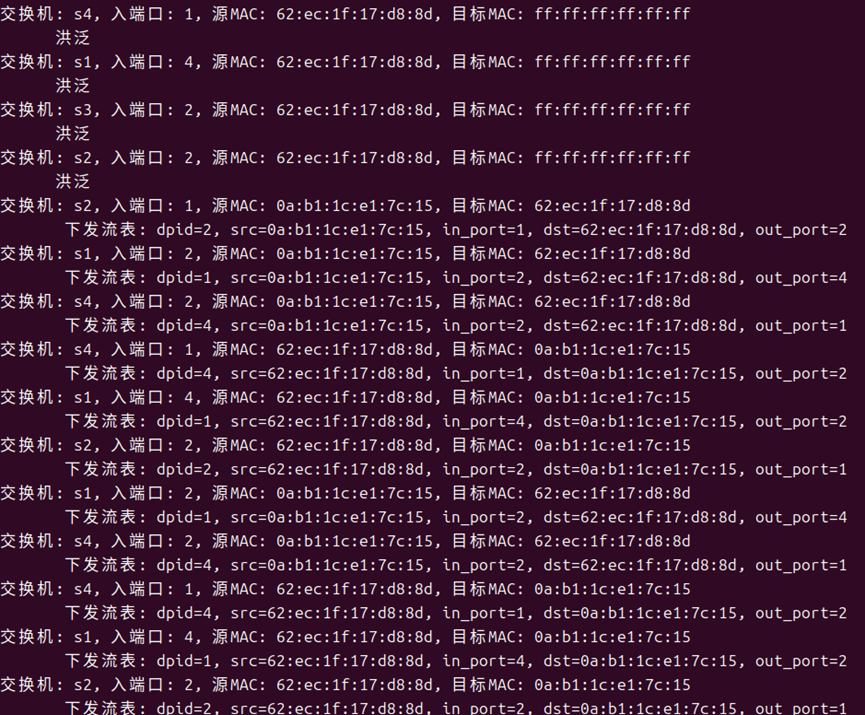 交换机: s4, 入端口: 1, 源MAC: 62:ec:1f:17:d8:8d, 目标MAC: ff:ff:ff:ff:ff:ff
洪泛
交换机: s1, 入端口: 4, 源MAC: 62:ec:1f:17:d8:8d, 目标MAC: ff:ff:ff:ff:ff:ff
洪泛
交换机: s3, 入端口: 2, 源MAC: 62:ec:1f:17:d8:8d, 目标MAC: ff:ff:ff:ff:ff:ff
洪泛
交换机: s2, 入端口: 2, 源MAC: 62:ec:1f:17:d8:8d, 目标MAC: ff:ff:ff:ff:ff:ff
洪泛
交换机: s2, 入端口: 1, 源MAC: 0a:b1:1c:e1:7c:15, 目标MAC: 62:ec:1f:17:d8:8d
下发流表: dpid=2, src=0a:b1:1c:e1:7c:15, in_port=1, dst=62:ec:1f:17:d8:8d, out_port=2
交换机: s1, 入端口: 2, 源MAC: 0a:b1:1c:e1:7c:15, 目标MAC: 62:ec:1f:17:d8:8d
下发流表: dpid=1, src=0a:b1:1c:e1:7c:15, in_port=2, dst=62:ec:1f:17:d8:8d, out_port=4
交换机: s4, 入端口: 2, 源MAC: 0a:b1:1c:e1:7c:15, 目标MAC: 62:ec:1f:17:d8:8d
下发流表: dpid=4, src=0a:b1:1c:e1:7c:15, in_port=2, dst=62:ec:1f:17:d8:8d, out_port=1
交换机: s4, 入端口: 1, 源MAC: 62:ec:1f:17:d8:8d, 目标MAC: 0a:b1:1c:e1:7c:15
下发流表: dpid=4, src=62:ec:1f:17:d8:8d, in_port=1, dst=0a:b1:1c:e1:7c:15, out_port=2
交换机: s1, 入端口: 4, 源MAC: 62:ec:1f:17:d8:8d, 目标MAC: 0a:b1:1c:e1:7c:15
下发流表: dpid=1, src=62:ec:1f:17:d8:8d, in_port=4, dst=0a:b1:1c:e1:7c:15, out_port=2
交换机: s2, 入端口: 2, 源MAC: 62:ec:1f:17:d8:8d, 目标MAC: 0a:b1:1c:e1:7c:15
下发流表: dpid=2, src=62:ec:1f:17:d8:8d, in_port=2, dst=0a:b1:1c:e1:7c:15, out_port=1
交换机: s1, 入端口: 2, 源MAC: 0a:b1:1c:e1:7c:15, 目标MAC: 62:ec:1f:17:d8:8d
下发流表: dpid=1, src=0a:b1:1c:e1:7c:15, in_port=2, dst=62:ec:1f:17:d8:8d, out_port=4
交换机: s4, 入端口: 2, 源MAC: 0a:b1:1c:e1:7c:15, 目标MAC: 62:ec:1f:17:d8:8d
下发流表: dpid=4, src=0a:b1:1c:e1:7c:15, in_port=2, dst=62:ec:1f:17:d8:8d, out_port=1
交换机: s4, 入端口: 1, 源MAC: 62:ec:1f:17:d8:8d, 目标MAC: 0a:b1:1c:e1:7c:15
下发流表: dpid=4, src=62:ec:1f:17:d8:8d, in_port=1, dst=0a:b1:1c:e1:7c:15, out_port=2
交换机: s1, 入端口: 4, 源MAC: 62:ec:1f:17:d8:8d, 目标MAC: 0a:b1:1c:e1:7c:15
下发流表: dpid=1, src=62:ec:1f:17:d8:8d, in_port=4, dst=0a:b1:1c:e1:7c:15, out_port=2
交换机: s2, 入端口: 2, 源MAC: 62:ec:1f:17:d8:8d, 目标MAC: 0a:b1:1c:e1:7c:15
下发流表: dpid=2, src=62:ec:1f:17:d8:8d, in_port=2, dst=0a:b1:1c:e1:7c:15, out_port=1